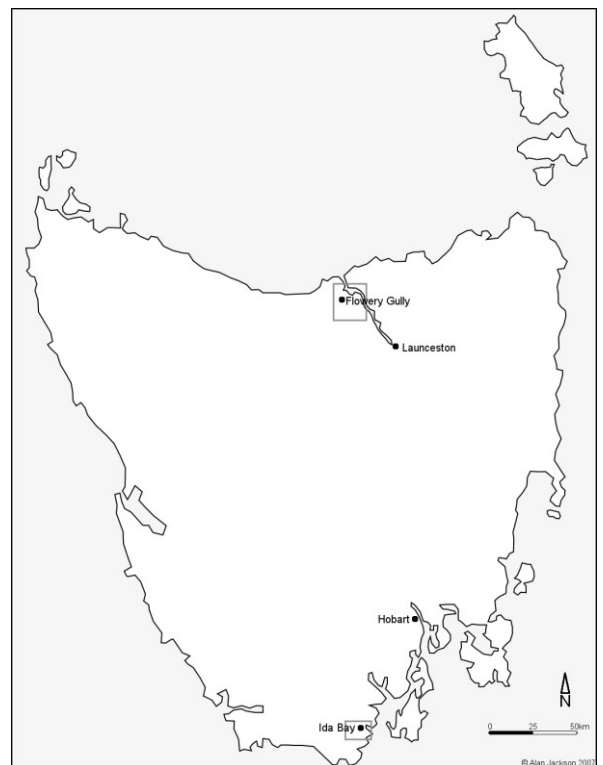 Flowery Gully
Launceston
Hobart
Ida Bay
N
0 25 50km
© Alan Jackson 2007